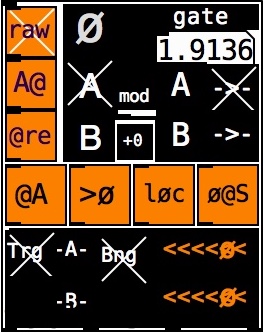 raw Ø gate
1.9136
A@ A mod A ->-
@re B +0 B ->-
@A >ø løc ø@S
Trg -A- Bng <<<<ø<
-B- <<<<ø<